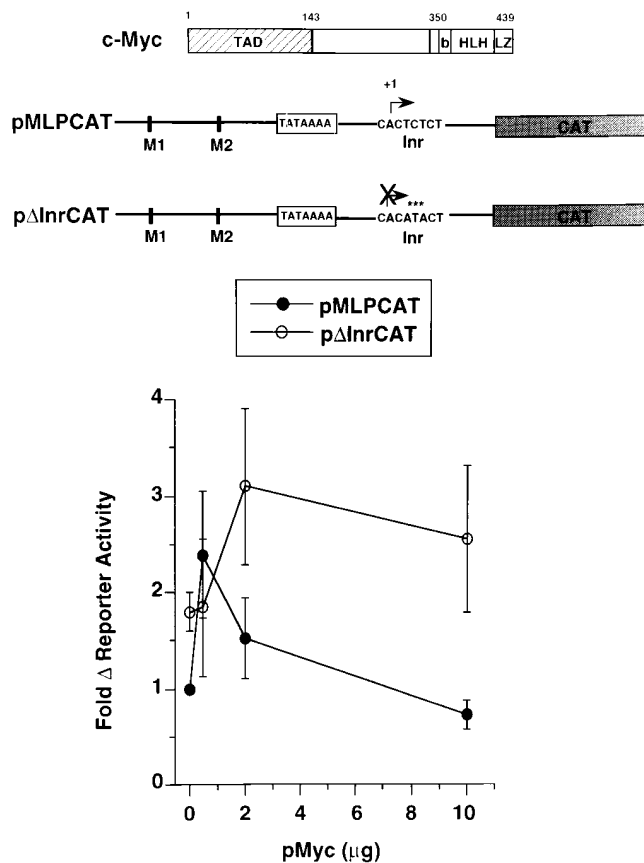 1 143 350 439
c-Myc TAD b HLH LZ
+1
pMLPCAT TATAAAA CACTCTCT CAT
M1 M2 Inr
X ***
pΔInrCAT TATAAAA CACATACT CAT
M1 M2 Inr
pMLPCAT
pΔInrCAT
4
3
2
1
0
Fold Δ Reporter Activity
0 2 4 6 8 10
pMyc (μg)